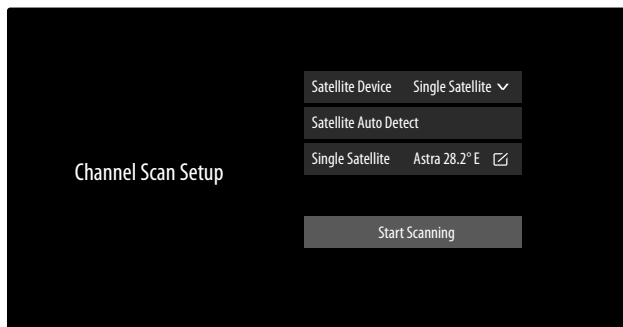 Satellite Device Single Satellite
Satellite Auto Detect
Single Satellite Astra 28.2° E
Channel Scan Setup
Start Scanning